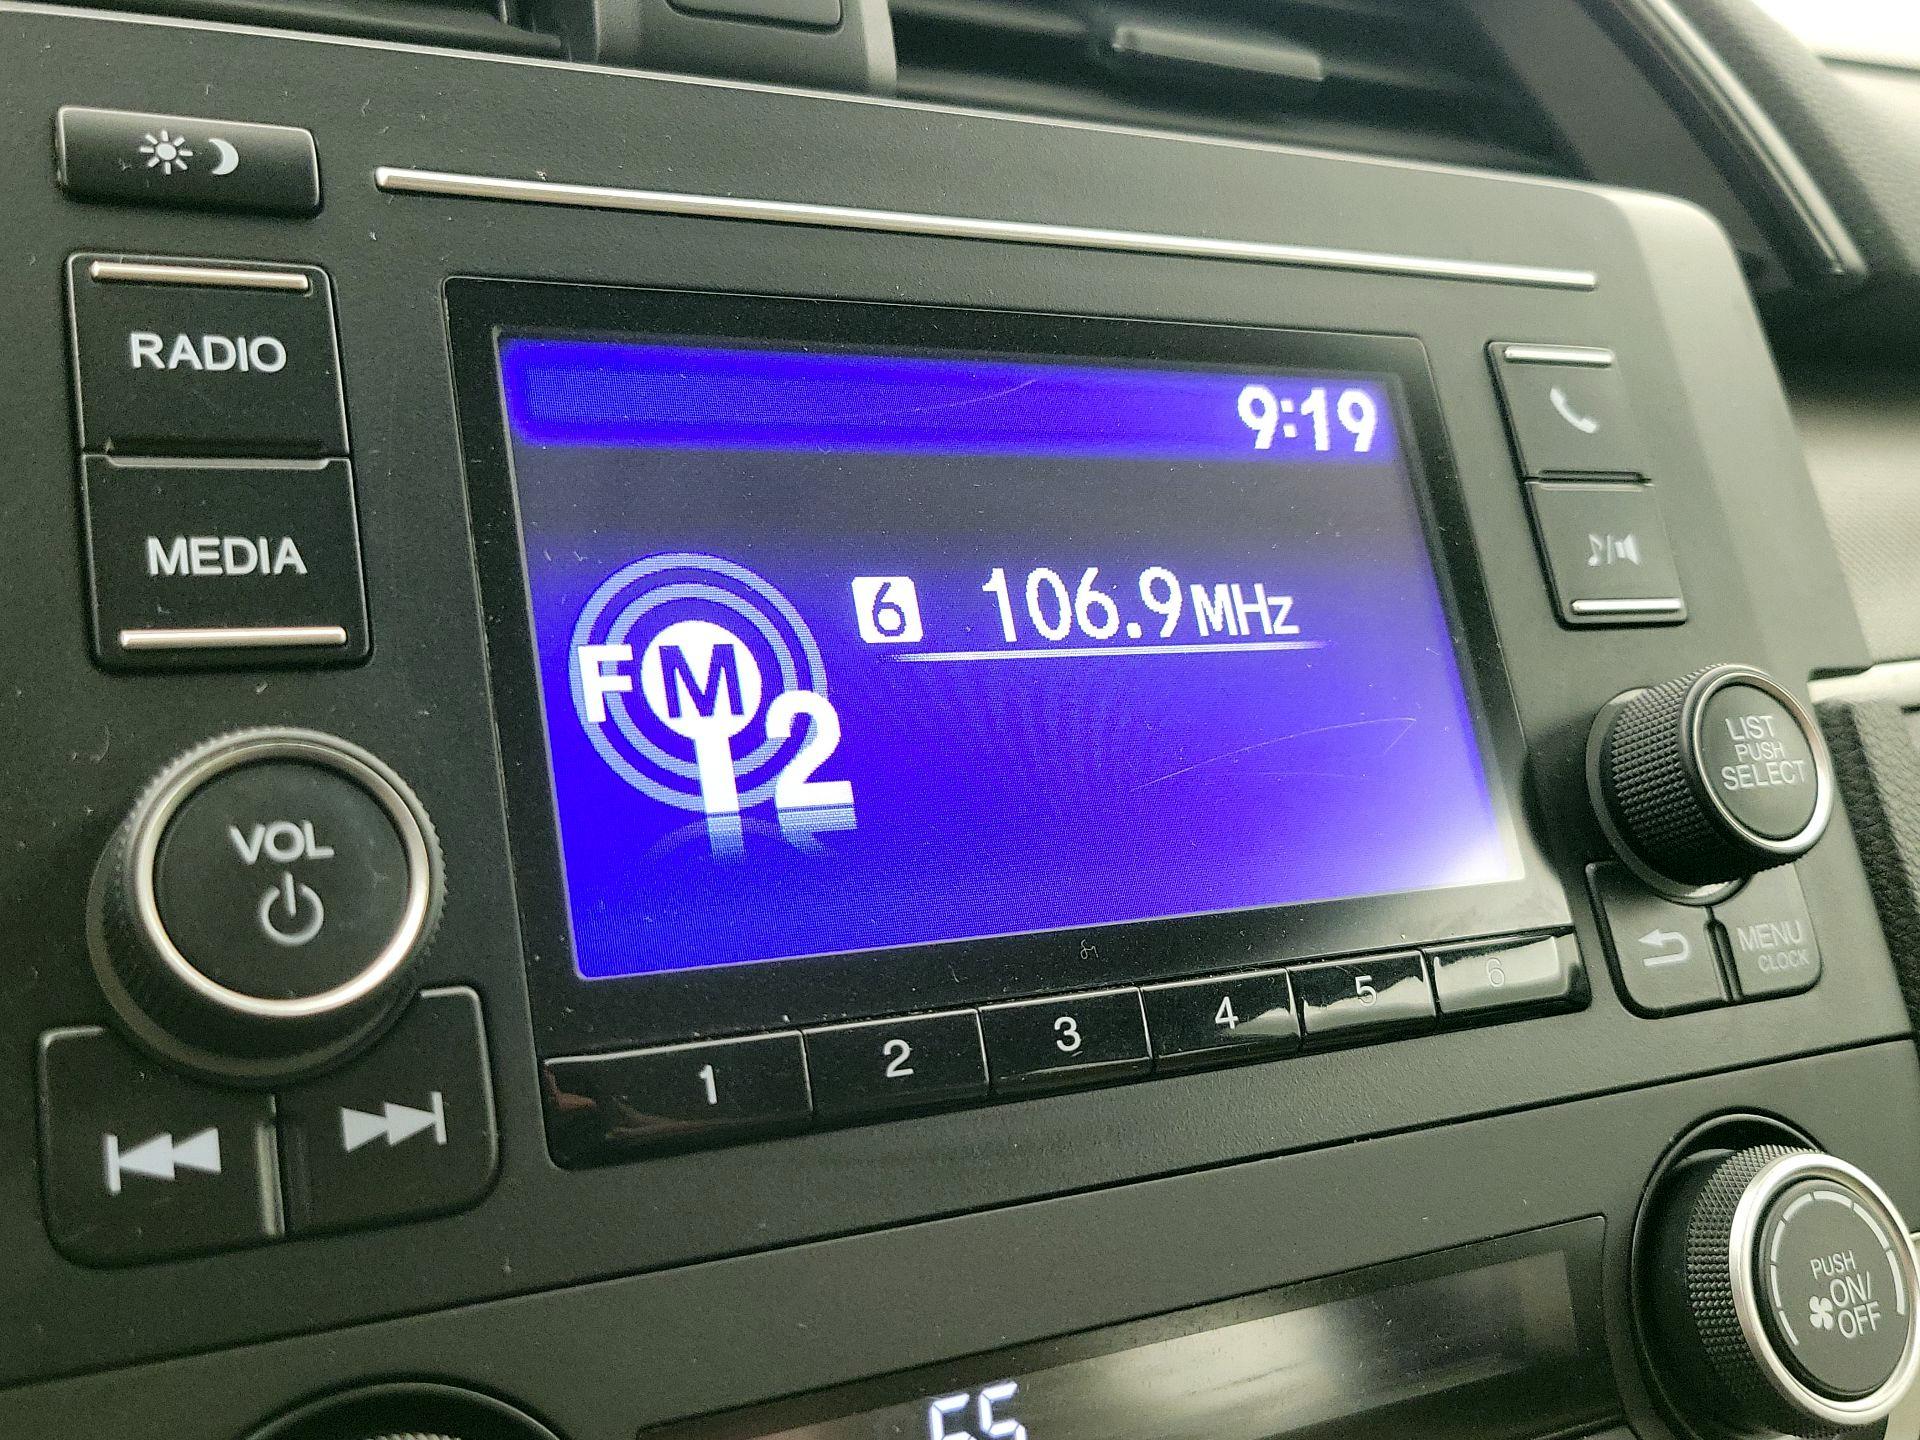 RADIO
MEDIA
VOL
9:19
FM
2
6 106.9MHz
1 2 3 4 5 6
LIST
PUSH
SELECT
MENU
CLOCK
PUSH
ON/
OFF